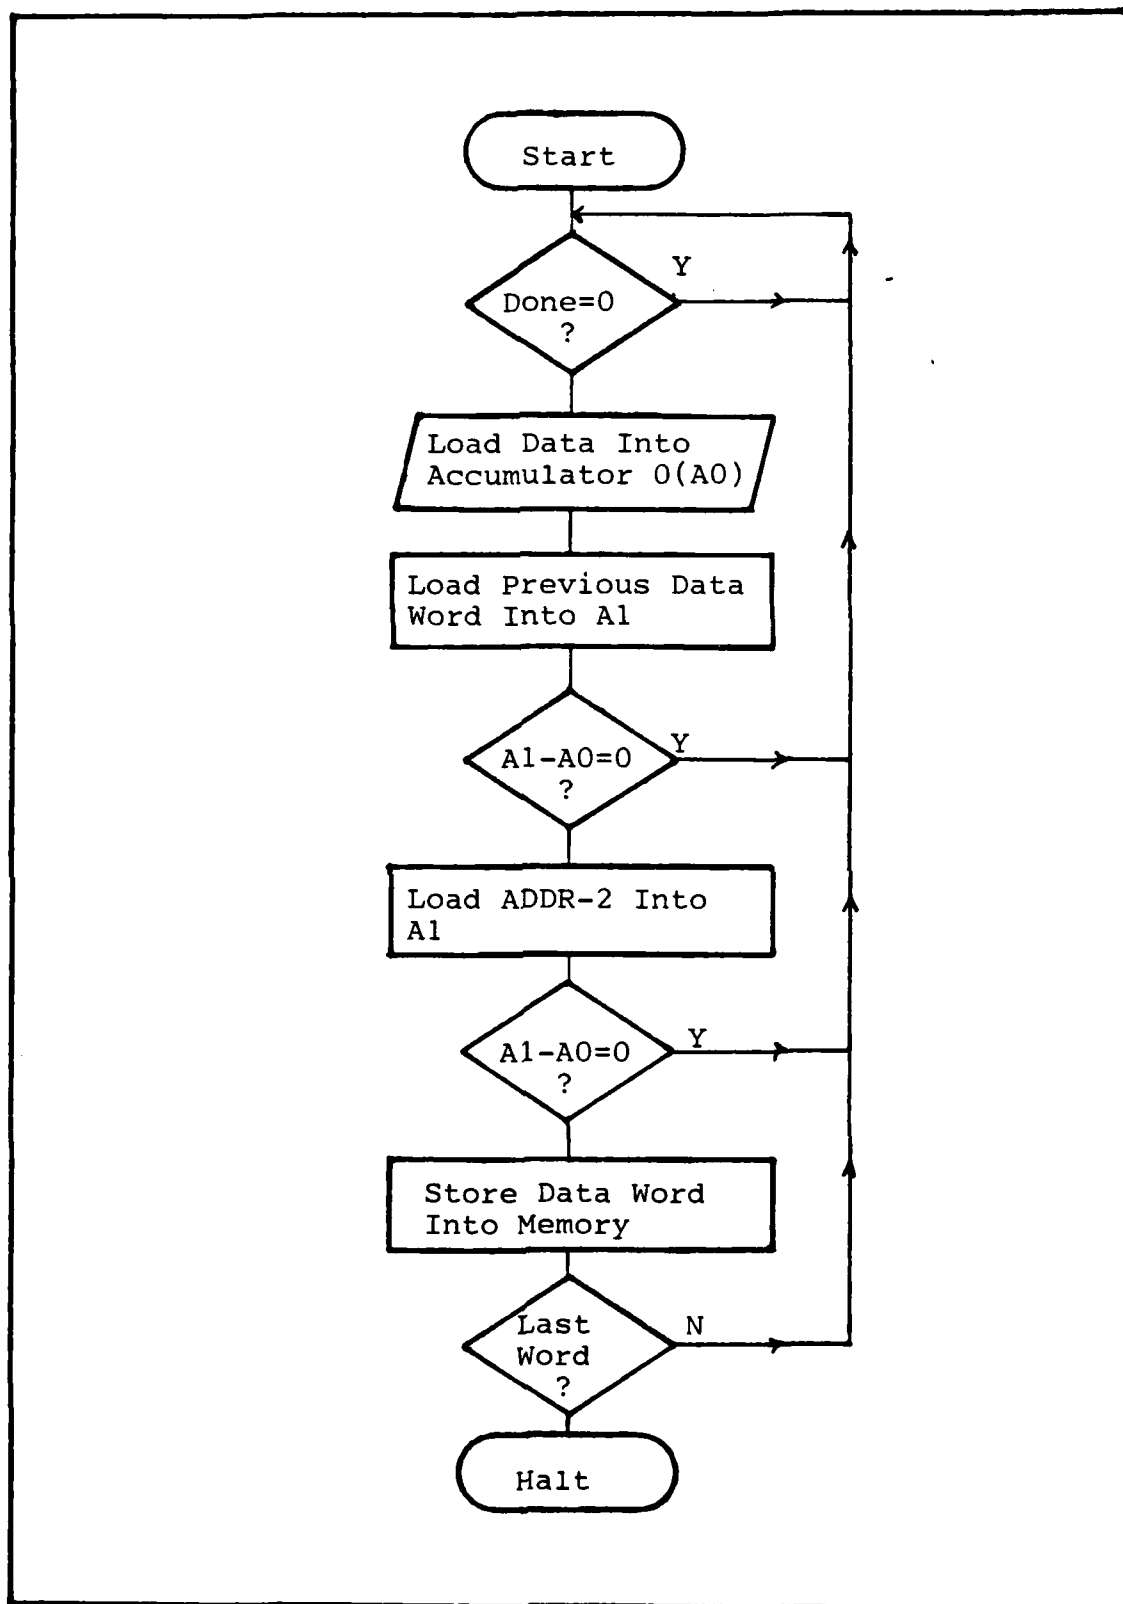 Start
Y
Done=0
?
Load Data Into
Accumulator 0(A0)
Load Previous Data
Word Into A1
A1-A0=0
Y
?
Load ADDR-2 Into
A1
A1-A0=0
Y
?
Store Data Word
Into Memory
Last
N
Word
?
Halt